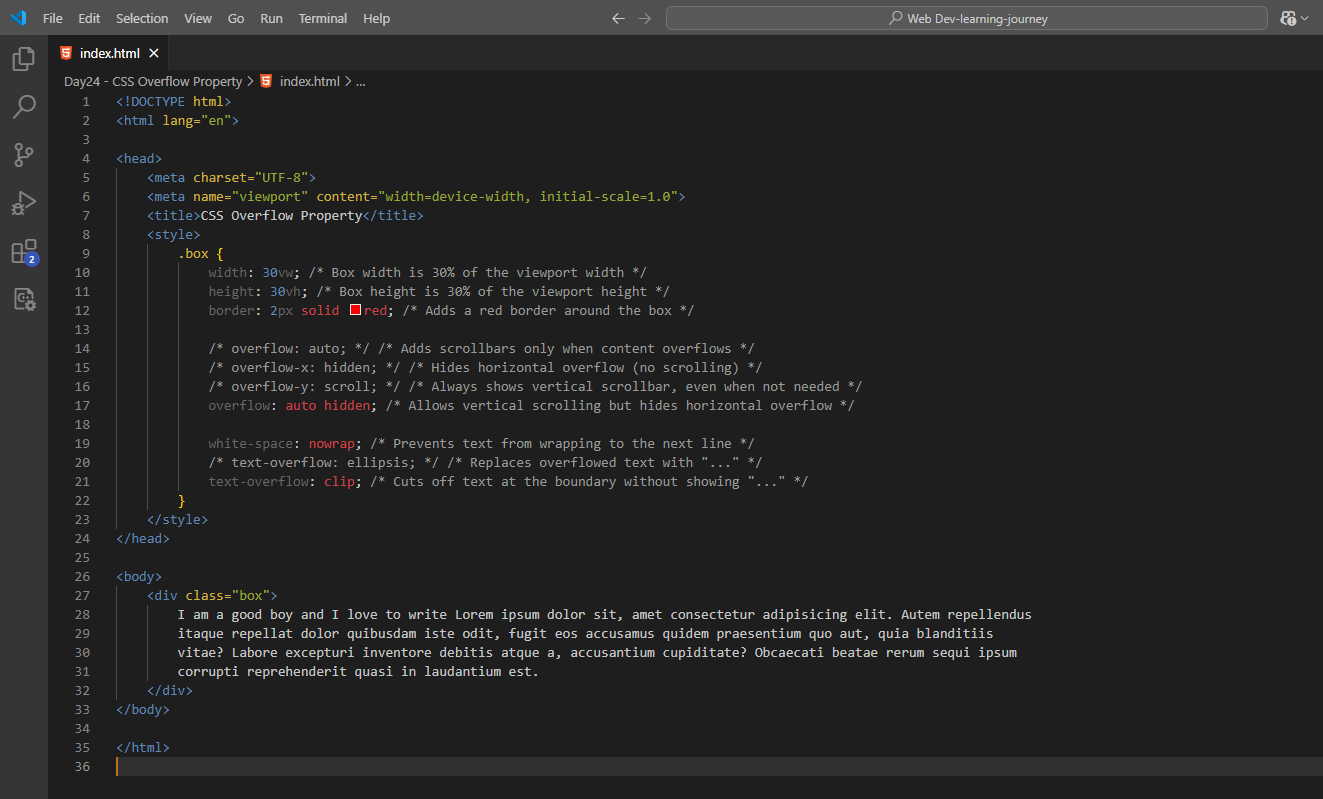 File Edit Selection View Go Run Terminal Help
Web Dev-learning-journey
index.html
Day24 - CSS Overflow Property > index.html > ...
2
1 <!DOCTYPE html>
2 <html lang="en">
3
4 <head>
5     <meta charset="UTF-8">
6     <meta name="viewport" content="width=device-width, initial-scale=1.0">
7     <title>CSS Overflow Property</title>
8     <style>
9         .box {
10             width: 30vw; /* Box width is 30% of the viewport width */
11             height: 30vh; /* Box height is 30% of the viewport height */
12             border: 2px solid red; /* Adds a red border around the box */
13
14             /* overflow: auto; */ /* Adds scrollbars only when content overflows */
15             /* overflow-x: hidden; */ /* Hides horizontal overflow (no scrolling) */
16             /* overflow-y: scroll; */ /* Always shows vertical scrollbar, even when not needed */
17             overflow: auto hidden; /* Allows vertical scrolling but hides horizontal overflow */
18
19             white-space: nowrap; /* Prevents text from wrapping to the next line */
20             /* text-overflow: ellipsis; */ /* Replaces overflowed text with "..." */
21             text-overflow: clip; /* Cuts off text at the boundary without showing "..." */
22         }
23     </style>
24 </head>
25
26 <body>
27     <div class="box">
28         I am a good boy and I love to write Lorem ipsum dolor sit, amet consectetur adipisicing elit. Autem repellendus
29         itaque repellat dolor quibusdam iste odit, fugit eos accusamus quidem praesentium quo aut, quia blanditiis
30         vitae? Labore excepturi inventore debitis atque a, accusantium cupiditate? Obcaecati beatae rerum sequi ipsum
31         corrupti reprehenderit quasi in laudantium est.
32     </div>
33 </body>
34
35 </html>
36